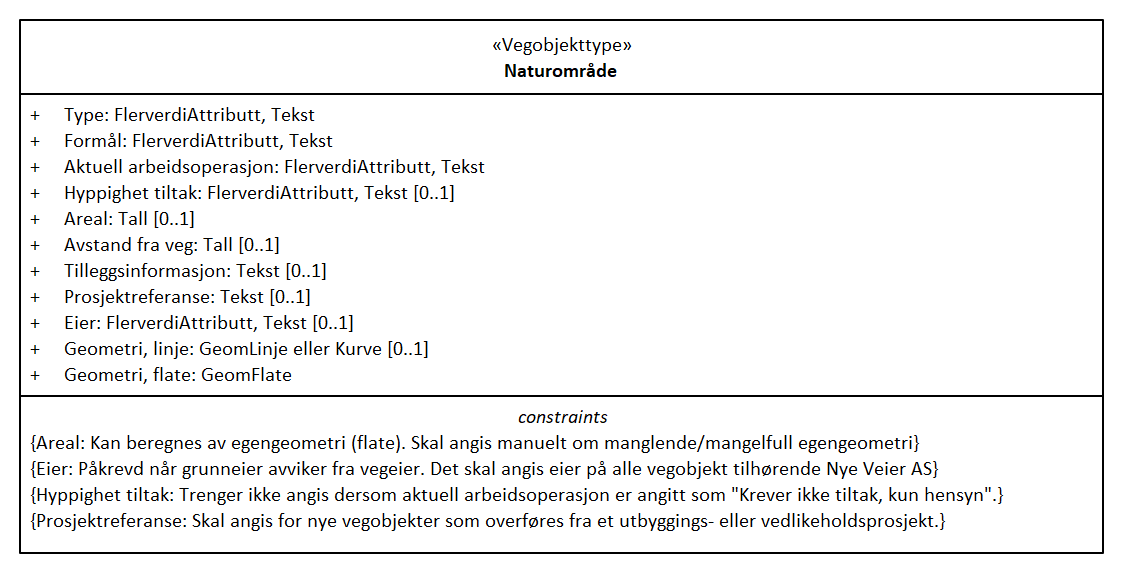 «Vegobjekttype»
Naturområde
+ Type: FlerverdiAttributt, Tekst
+ Formål: FlerverdiAttributt, Tekst
+ Aktuell arbeidsoperasjon: FlerverdiAttributt, Tekst
+ Hyppighet tiltak: FlerverdiAttributt, Tekst [0..1]
+ Areal: Tall [0..1]
+ Avstand fra veg: Tall [0..1]
+ Tilleggsinformasjon: Tekst [0..1]
+ Prosjektreferanse: Tekst [0..1]
+ Eier: FlerverdiAttributt, Tekst [0..1]
+ Geometri, linje: GeomLinje eller Kurve [0..1]
+ Geometri, flate: GeomFlate
constraints
{Areal: Kan beregnes av egengeometri (flate). Skal angis manuelt om manglende/mangelfull egengeometri}
{Eier: Påkrevd når grunneier avviker fra vegeier. Det skal angis eier på alle vegobjekt tilhørende Nye Veier AS}
{Hyppighet tiltak: Trenger ikke angis dersom aktuell arbeidsoperasjon er angitt som "Krever ikke tiltak, kun hensyn".}
{Prosjektreferanse: Skal angis for nye vegobjekter som overføres fra et utbyggings- eller vedlikeholdsprosjekt.}